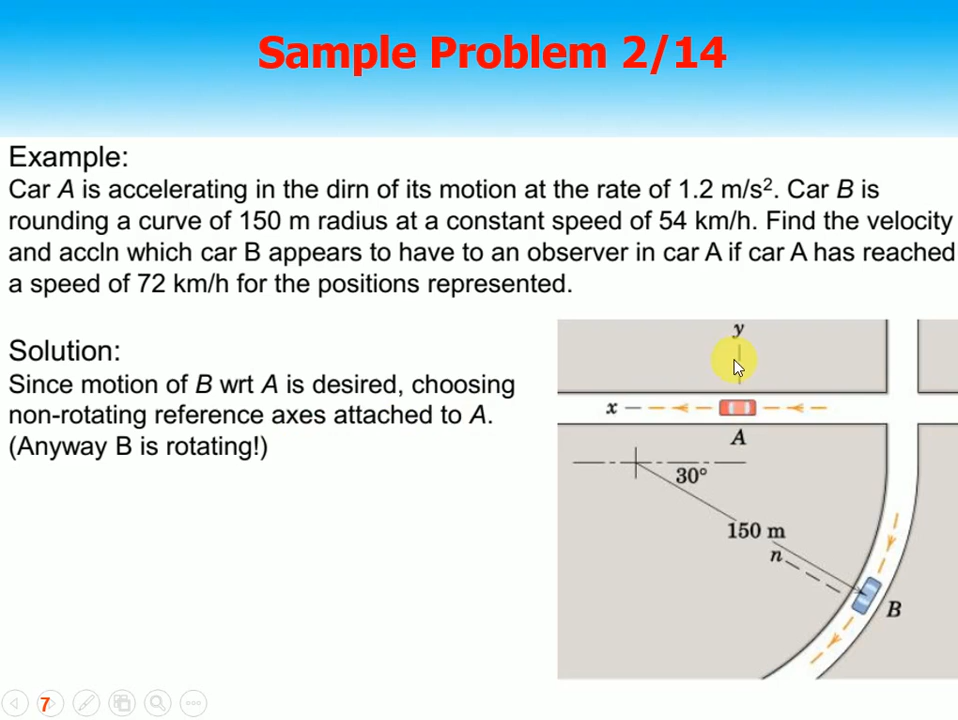 Sample Problem 2/14
Example:
Car A is accelerating in the dirn of its motion at the rate of 1.2 m/s². Car B is
rounding a curve of 150 m radius at a constant speed of 54 km/h. Find the velocity
and accln which car B appears to have to an observer in car A if car A has reached
a speed of 72 km/h for the positions represented.
Solution:
Since motion of B wrt A is desired, choosing
non-rotating reference axes attached to A.
(Anyway B is rotating!)
y
x
A
30°
150 m
n
B
7